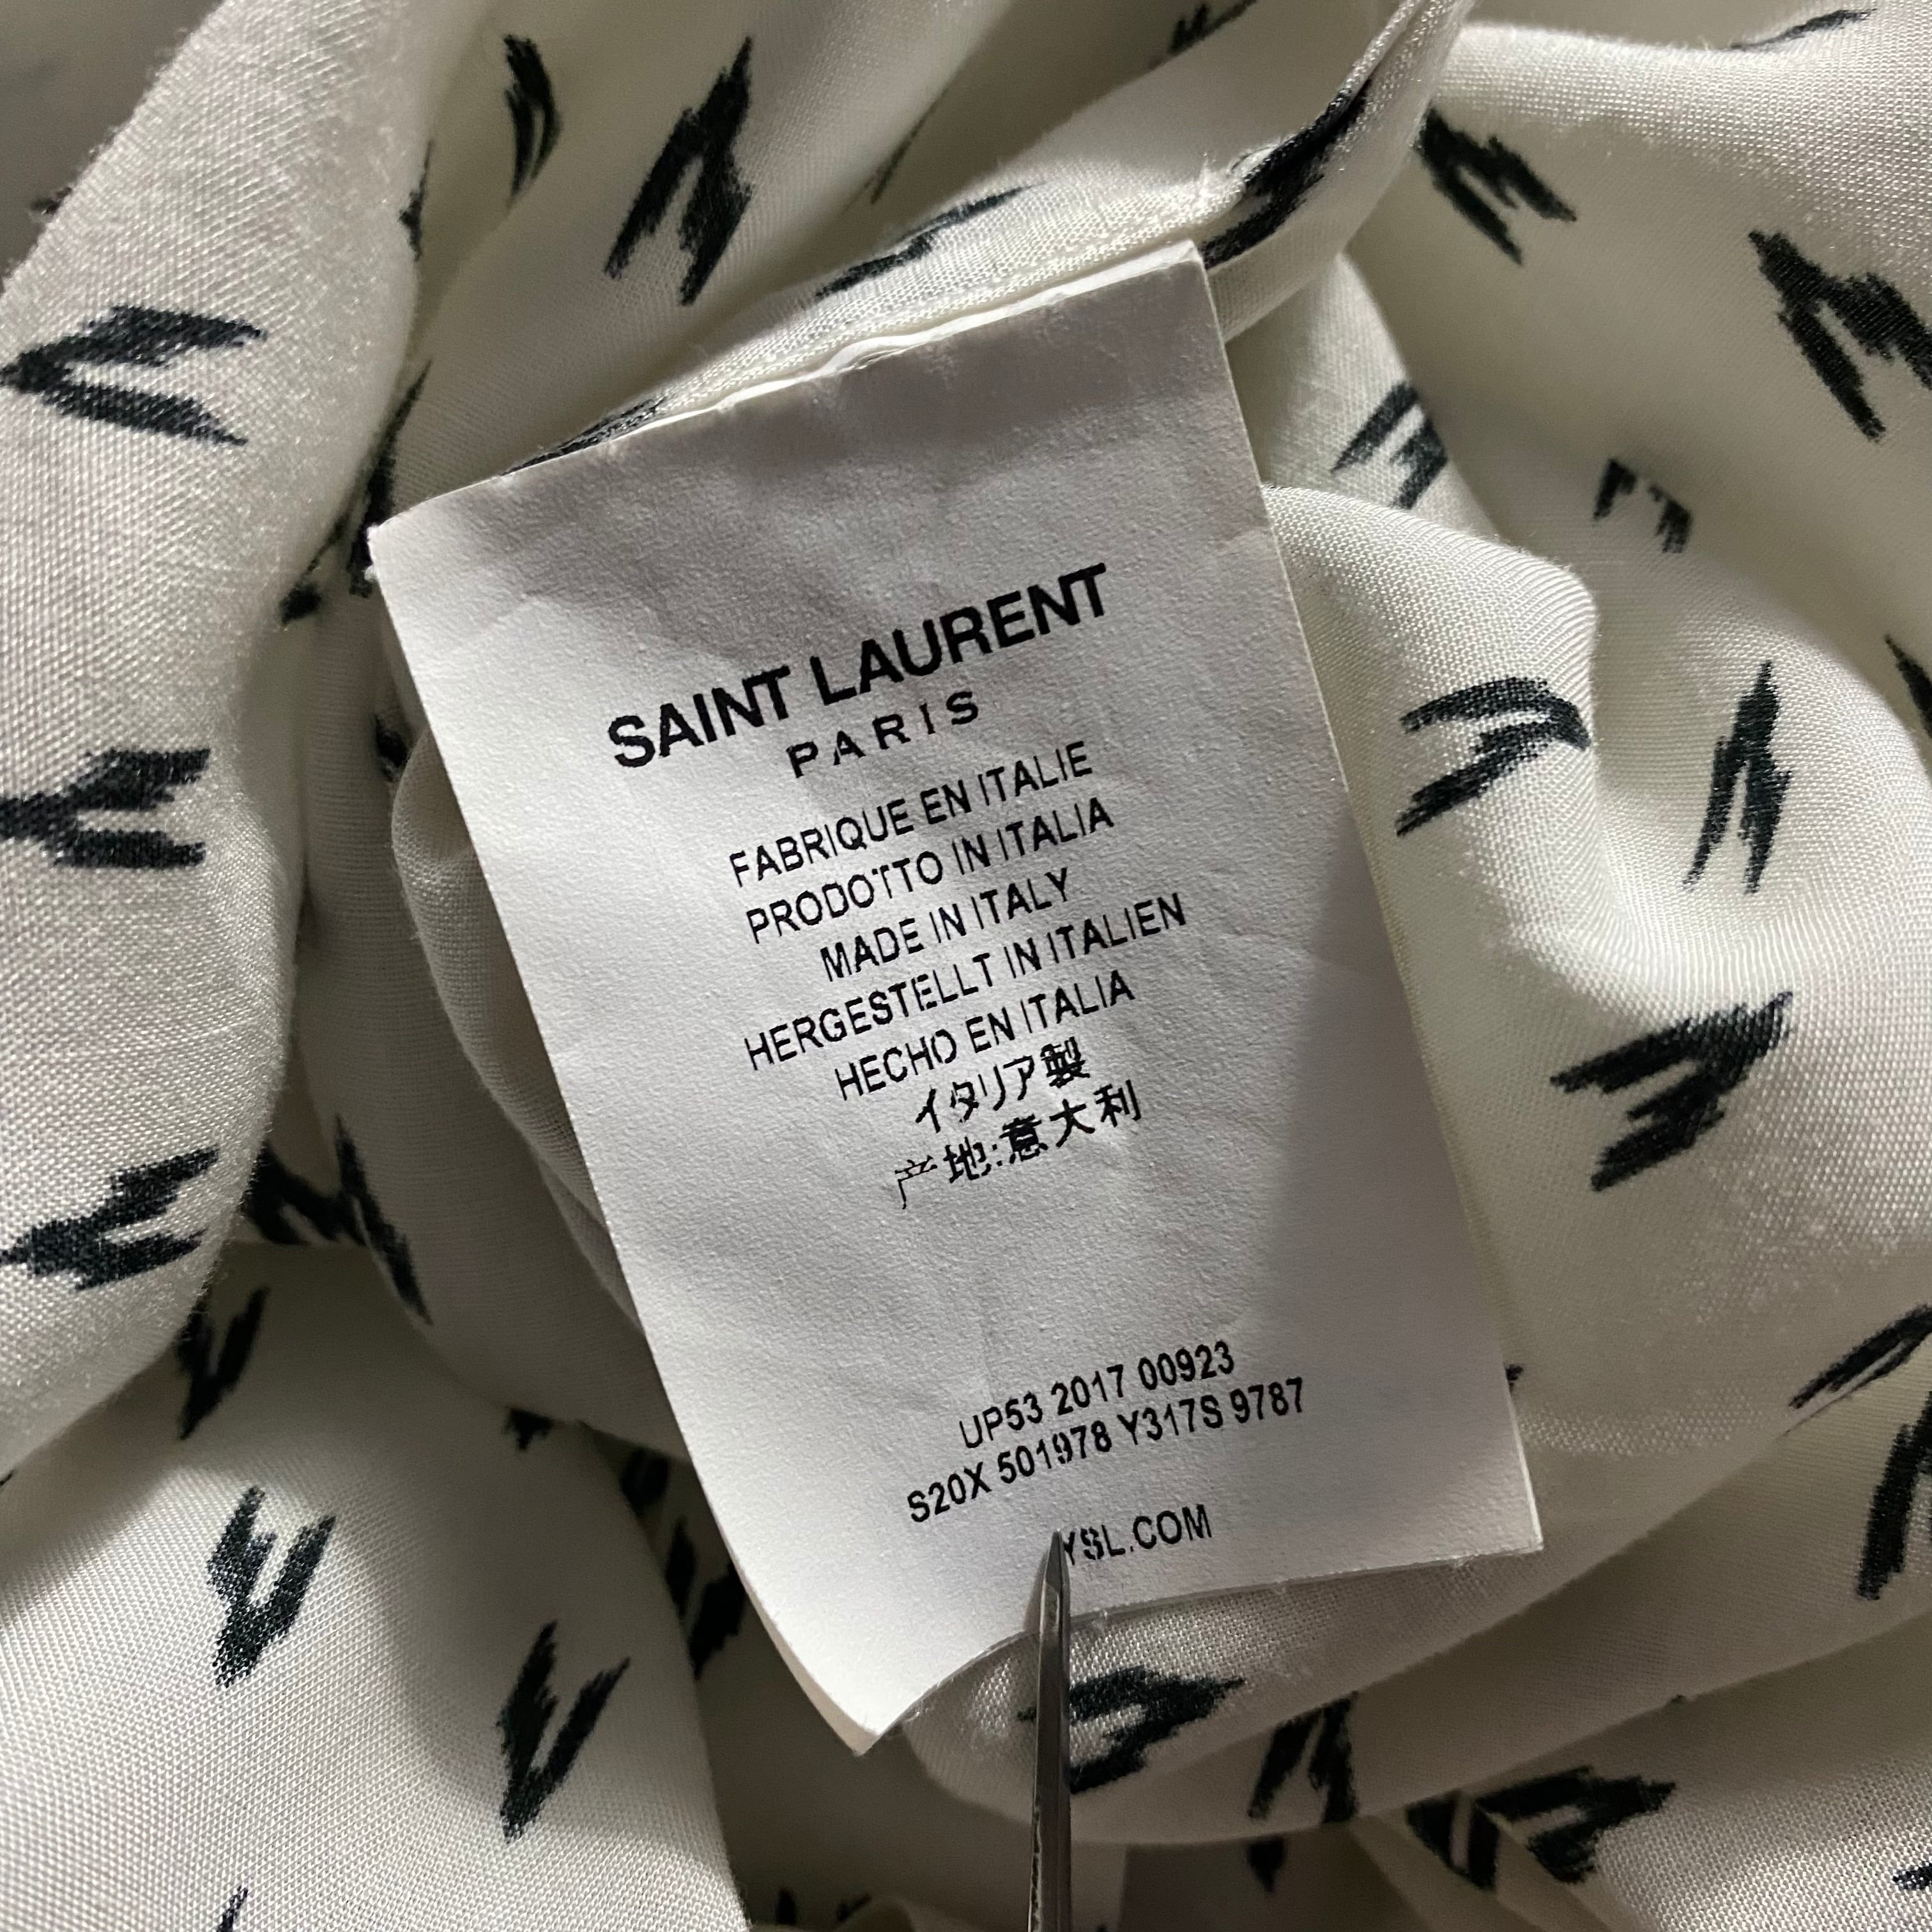 SAINT LAURENT
PARIS
FABRIQUE EN ITALIE
PRODOTTO IN ITALIA
MADE IN ITALY
HERGESTELLT IN ITALIEN
HECHO EN ITALIA
イタリア製
产地:意大利
UP53 2017 00923
S20X 501978 Y317S 9787
YSL.COM